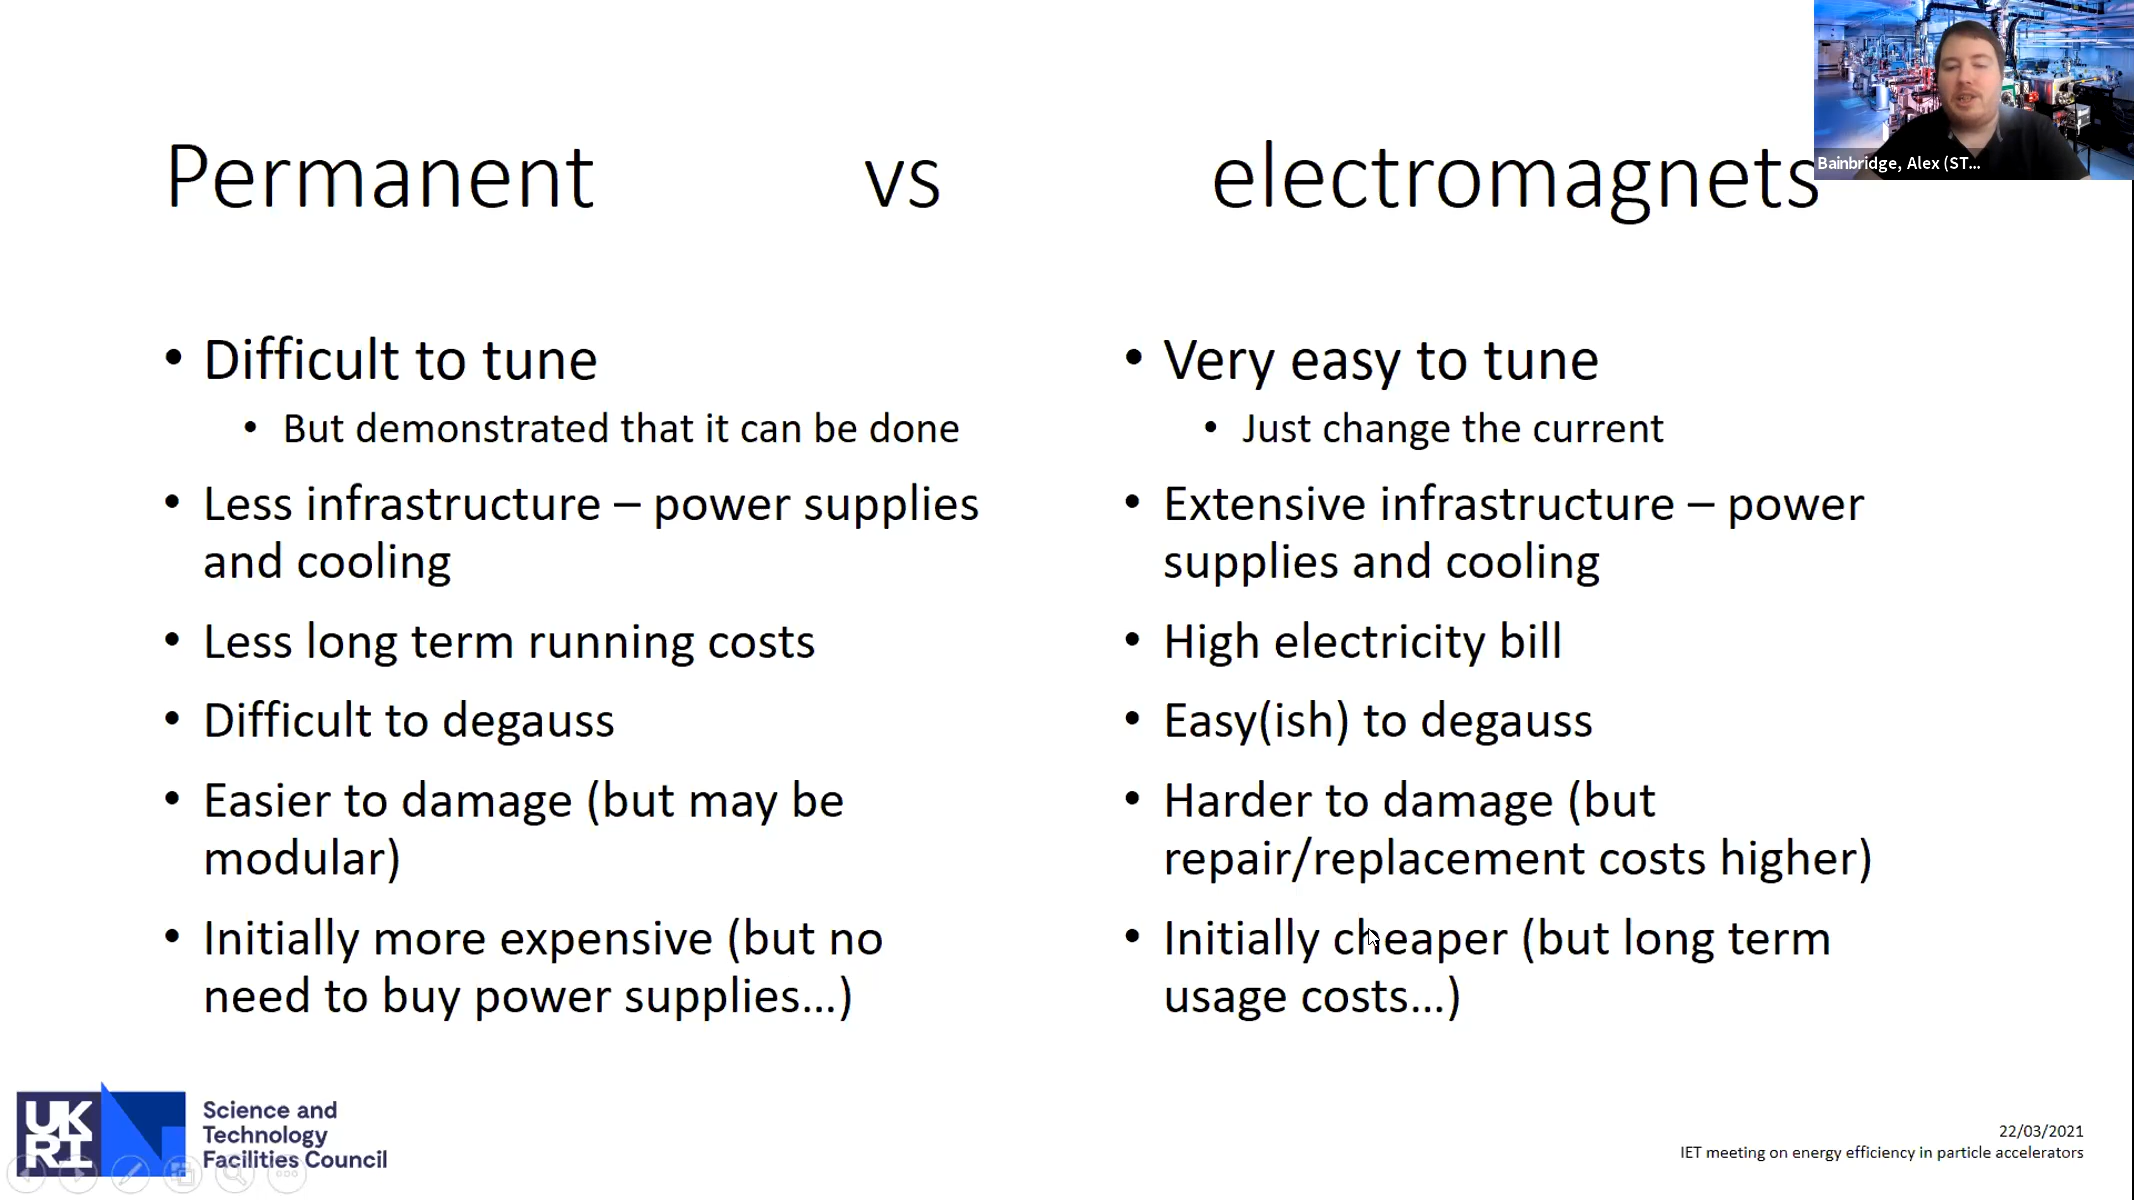 Bainbridge, Alex (ST...
Permanent vs electromagnets
• Difficult to tune
• But demonstrated that it can be done
• Less infrastructure – power supplies
and cooling
• Less long term running costs
• Difficult to degauss
• Easier to damage (but may be
modular)
• Initially more expensive (but no
need to buy power supplies...)
• Very easy to tune
• Just change the current
• Extensive infrastructure – power
supplies and cooling
• High electricity bill
• Easy(ish) to degauss
• Harder to damage (but
repair/replacement costs higher)
• Initially cheaper (but long term
usage costs...)
UK
RI
Science and
Technology
Facilities Council
22/03/2021
IET meeting on energy efficiency in particle accelerators